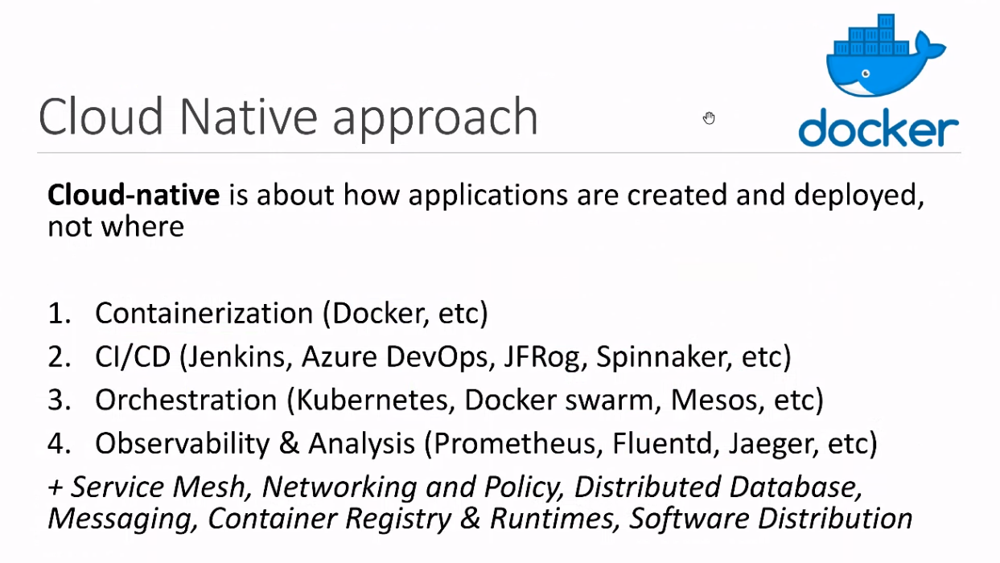 docker
Cloud Native approach
Cloud-native is about how applications are created and deployed,
not where
1. Containerization (Docker, etc)
2. CI/CD (Jenkins, Azure DevOps, JFRog, Spinnaker, etc)
3. Orchestration (Kubernetes, Docker swarm, Mesos, etc)
4. Observability & Analysis (Prometheus, Fluentd, Jaeger, etc)
+ Service Mesh, Networking and Policy, Distributed Database,
Messaging, Container Registry & Runtimes, Software Distribution